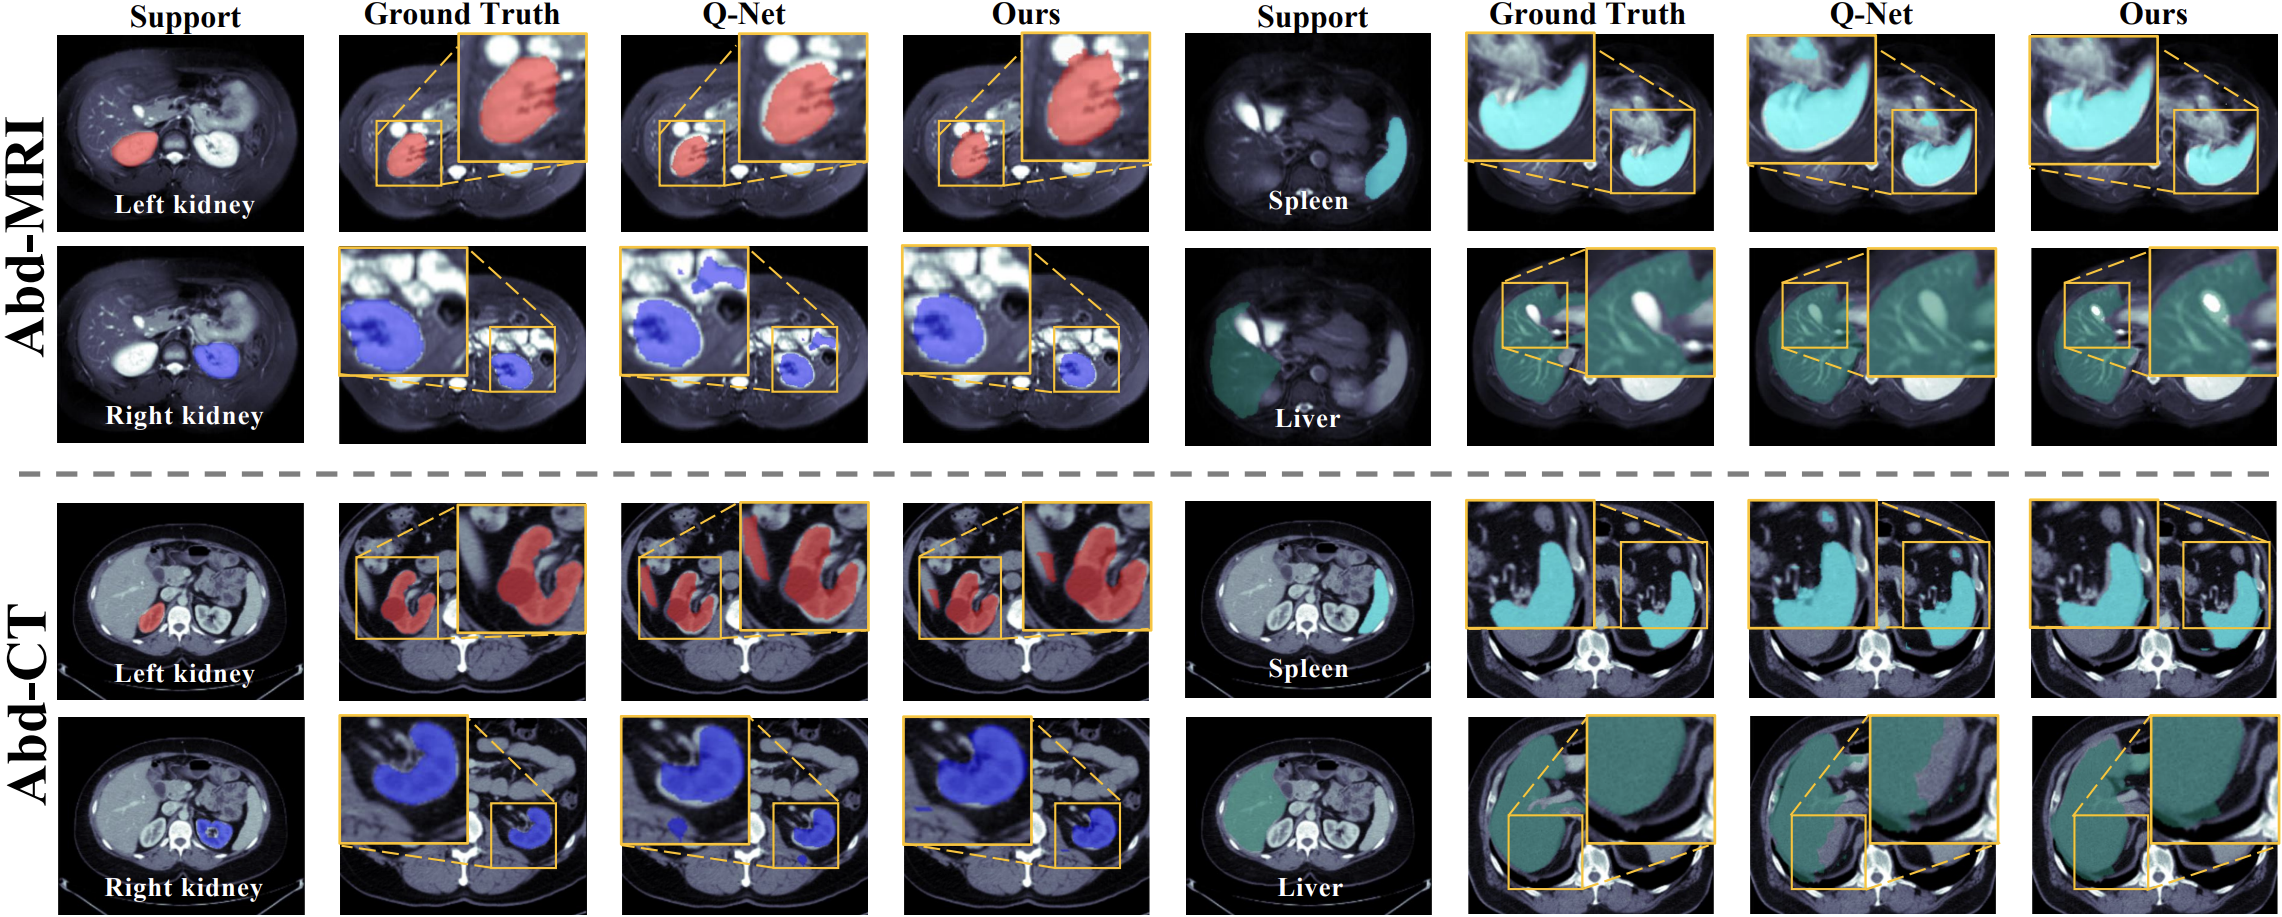 Support Ground Truth Q-Net Ours Support Ground Truth Q-Net Ours
Abd-MRI
Left kidney
Spleen
Right kidney
Liver
Abd-CT
Left kidney
Spleen
Right kidney
Liver